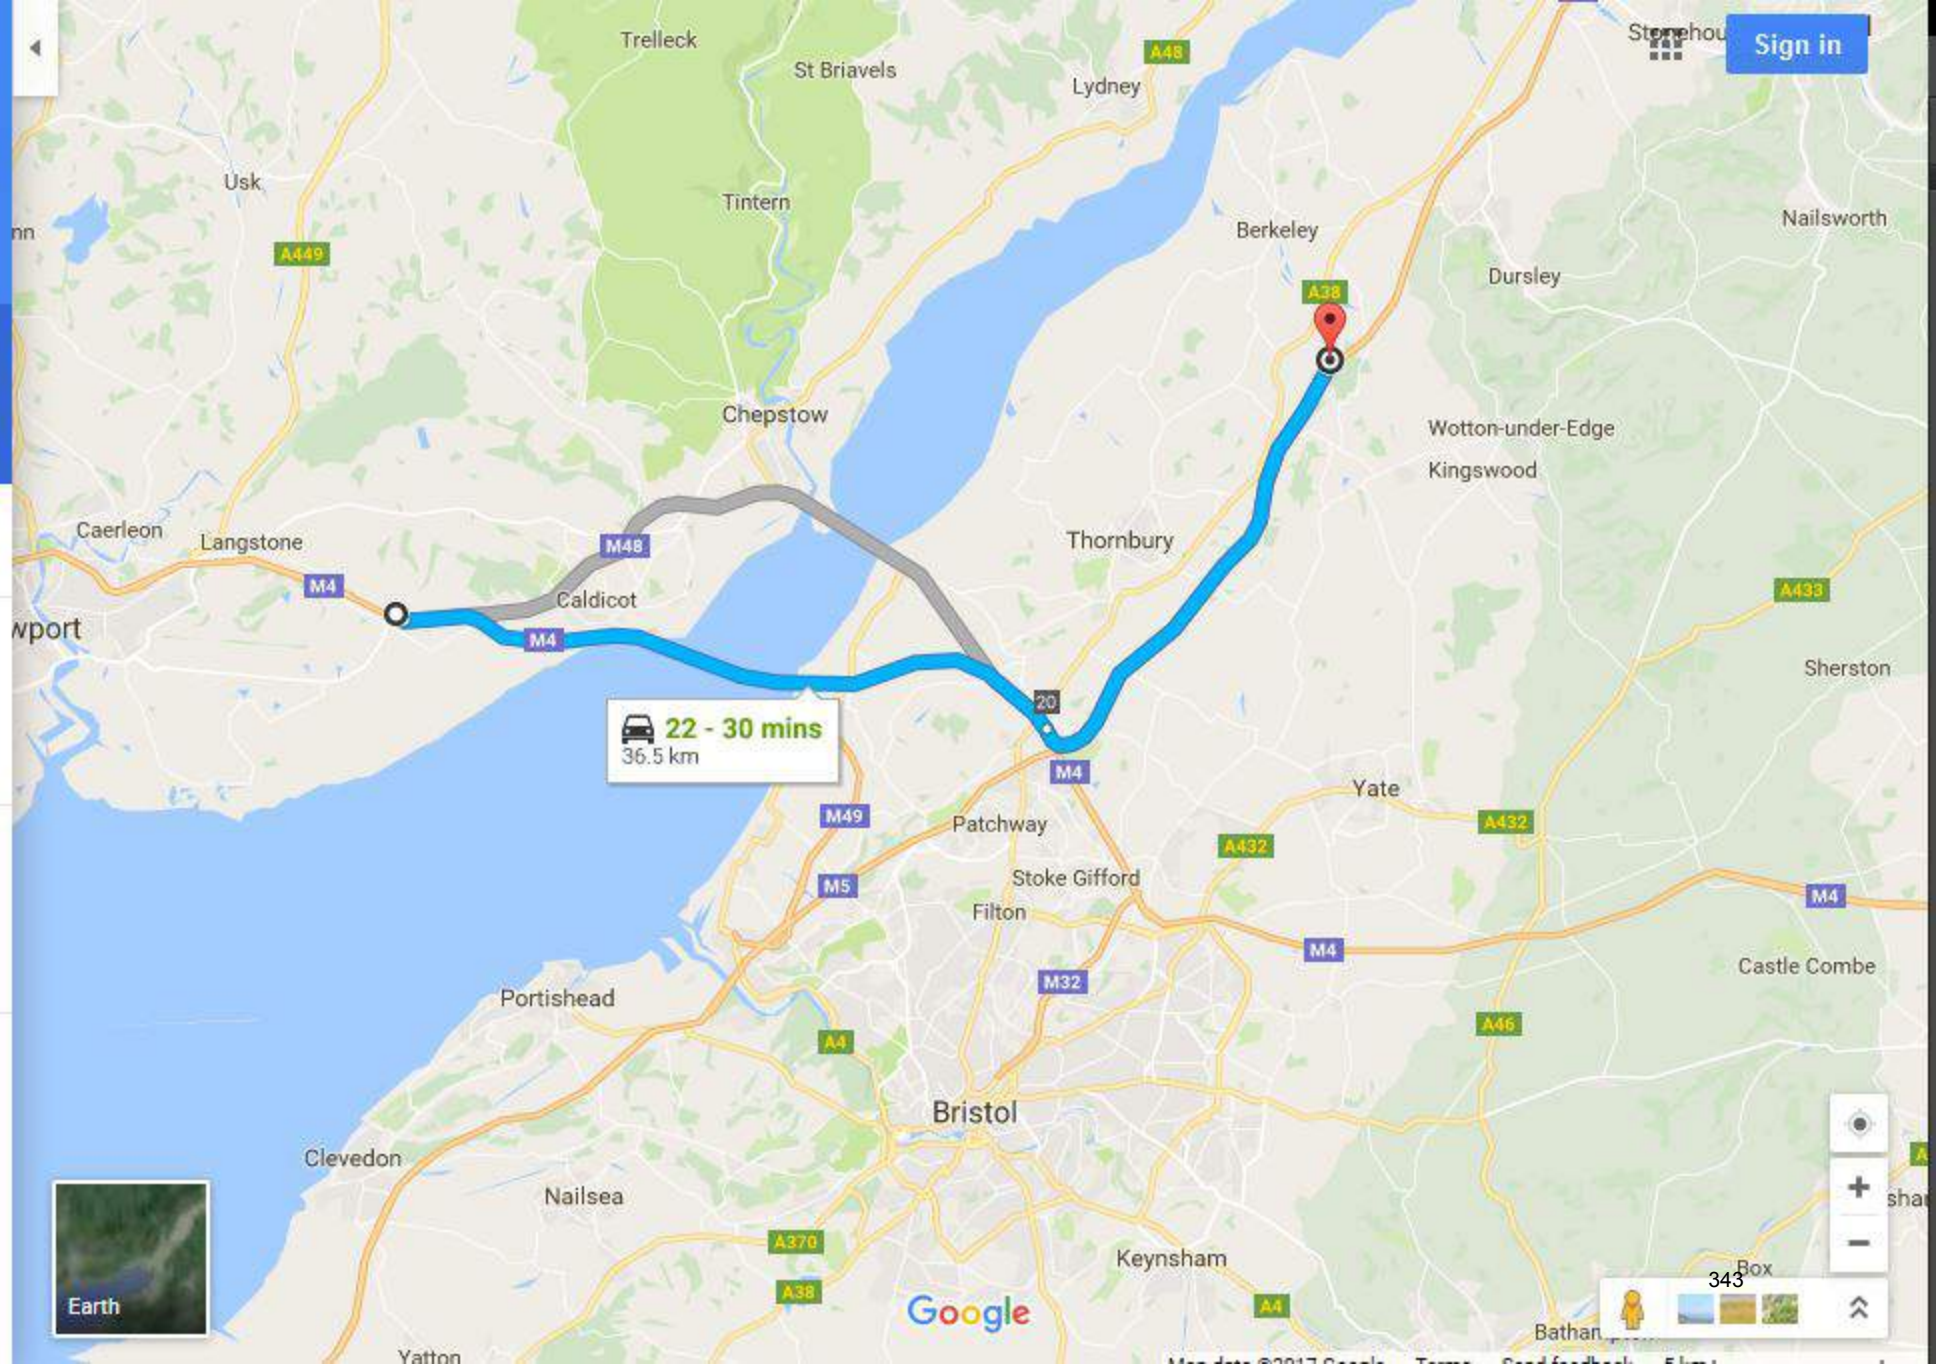 Trelleck
St Briavels
A48
Lydney
Sign in
Usk
Tintern
Berkeley
Nailsworth
A449
Dursley
A38
Chepstow
Wotton-under-Edge
Kingswood
Caerleon
Langstone
M48
Thornbury
M4
Caldicot
A433
M4
Sherston
20
22 - 30 mins
36.5 km
M4
Yate
M49
Patchway
A432
A432
M5
Stoke Gifford
Filton
M4
M4
M32
Castle Combe
Portishead
A4
A46
Bristol
Clevedon
Nailsea
A370
Keynsham
Box
343
A38
Google
A4
Earth
Yatton